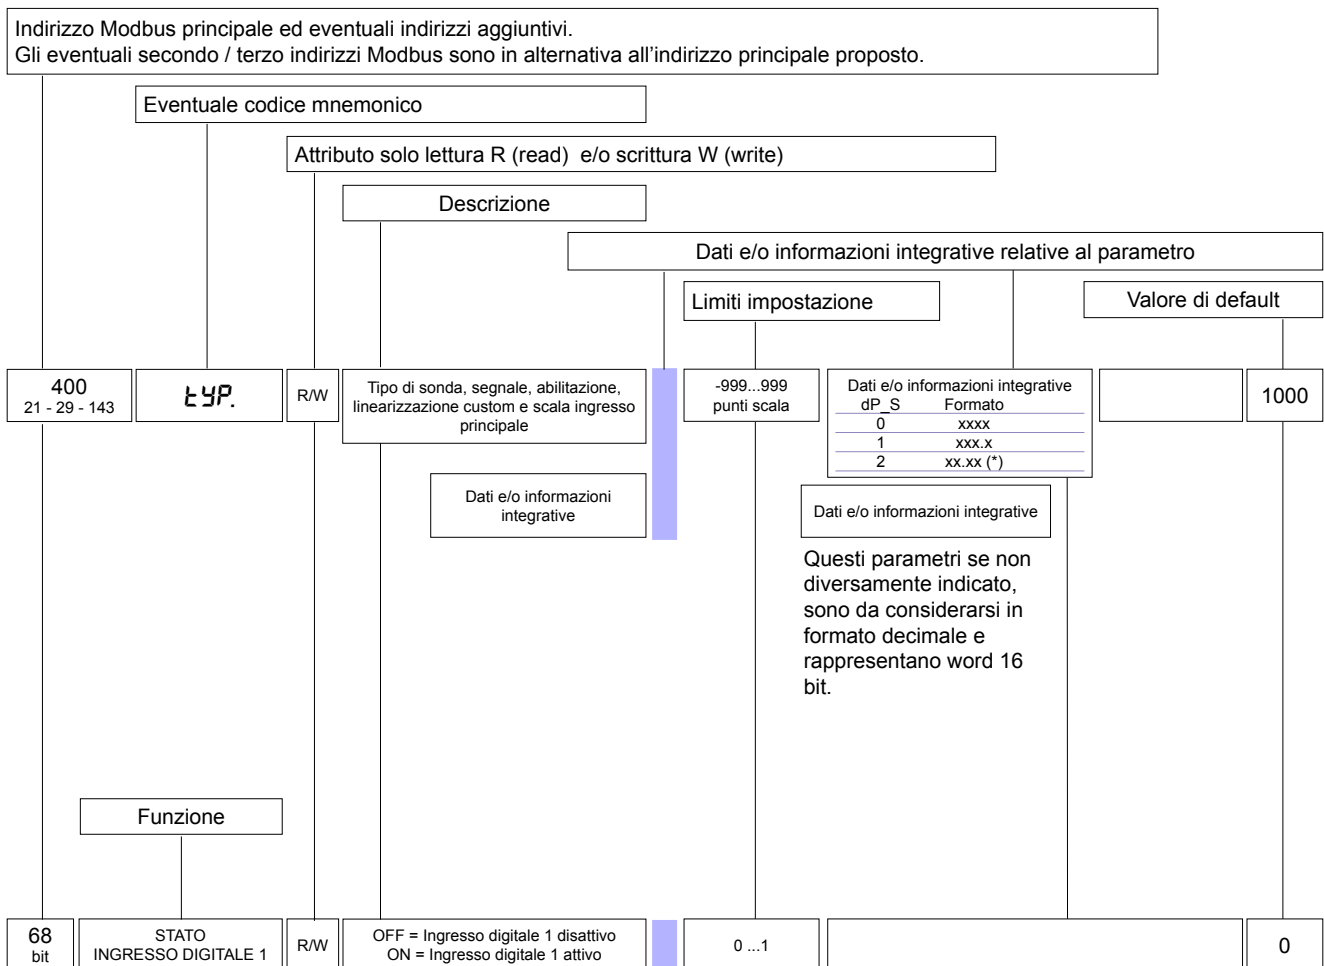 Indirizzo Modbus principale ed eventuali indirizzi aggiuntivi.
Gli eventuali secondo / terzo indirizzi Modbus sono in alternativa all'indirizzo principale proposto.
Eventuale codice mnemonico
Attributo solo lettura R (read) e/o scrittura W (write)
Descrizione
Dati e/o informazioni integrative relative al parametro
Limiti impostazione
Valore di default
400
21 - 29 - 143
tYP.
R/W
Tipo di sonda, segnale, abilitazione,
linearizzazione custom e scala ingresso
principale
-999...999
punti scala
Dati e/o informazioni integrative
dP_S Formato
0 xxxx
1 xxx.x
2 xx.xx (*)
1000
Dati e/o informazioni
integrative
Dati e/o informazioni integrative
Questi parametri se non
diversamente indicato,
sono da considerarsi in
formato decimale e
rappresentano word 16
bit.
Funzione
68
bit
STATO
INGRESSO DIGITALE 1
R/W
OFF = Ingresso digitale 1 disattivo
ON = Ingresso digitale 1 attivo
0 ...1
0